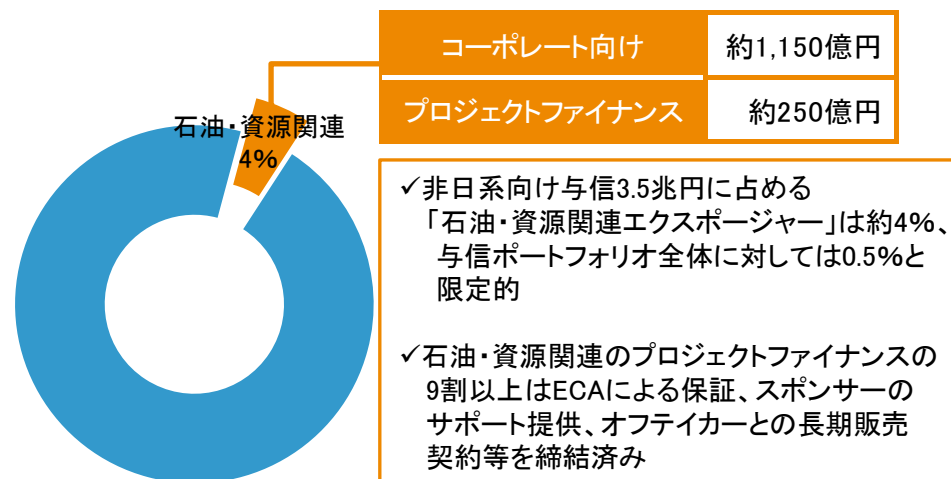 コーポレート向け 約1,150億円
プロジェクトファイナンス 約250億円
石油・資源関連
4%
✓非日系向け与信3.5兆円に占める
「石油・資源関連エクスポージャー」は約4%、
与信ポートフォリオ全体に対しては0.5%と
限定的
✓石油・資源関連のプロジェクトファイナンスの
9割以上はECAによる保証、スポンサーの
サポート提供、オフテイカーとの長期販売
契約等を締結済み